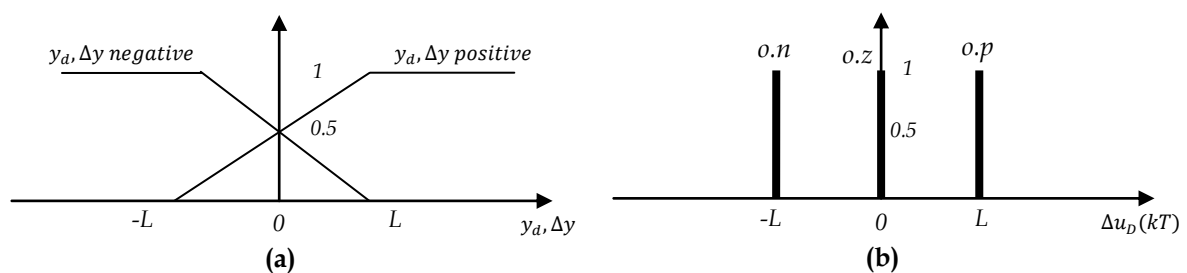 y_d, Δy negative
y_d, Δy positive
1
0.5
-L
0
L
y_d, Δy
(a)
o.n
o.z
o.p
1
0.5
-L
0
L
Δu_D(kT)
(b)